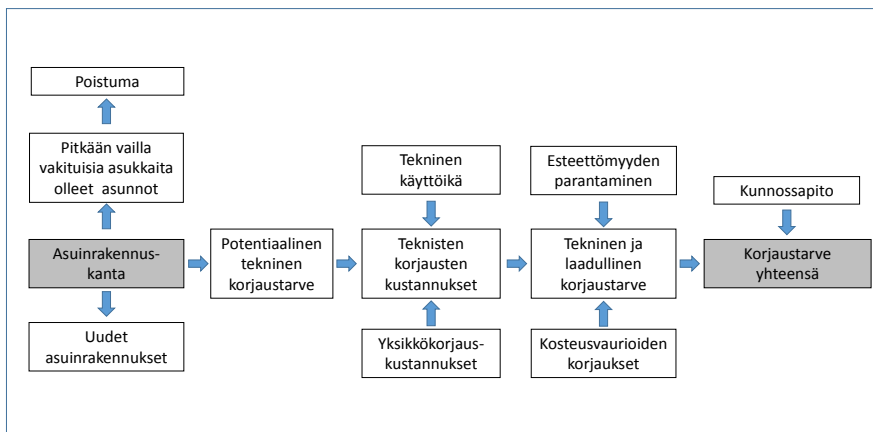 Poistuma
Pitkään vailla
vakituisia asukkaita
olleet asunnot
Asuinrakennus-
kanta
Uudet
asuinrakennukset
Potentiaalinen
tekninen
korjaustarve
Tekninen
käyttöikä
Teknisten
korjausten
kustannukset
Yksikkökorjaus-
kustannukset
Esteettömyyden
parantaminen
Tekninen ja
laadullinen
korjaustarve
Kosteusvaurioiden
korjaukset
Kunnossapito
Korjaustarve
yhteensä